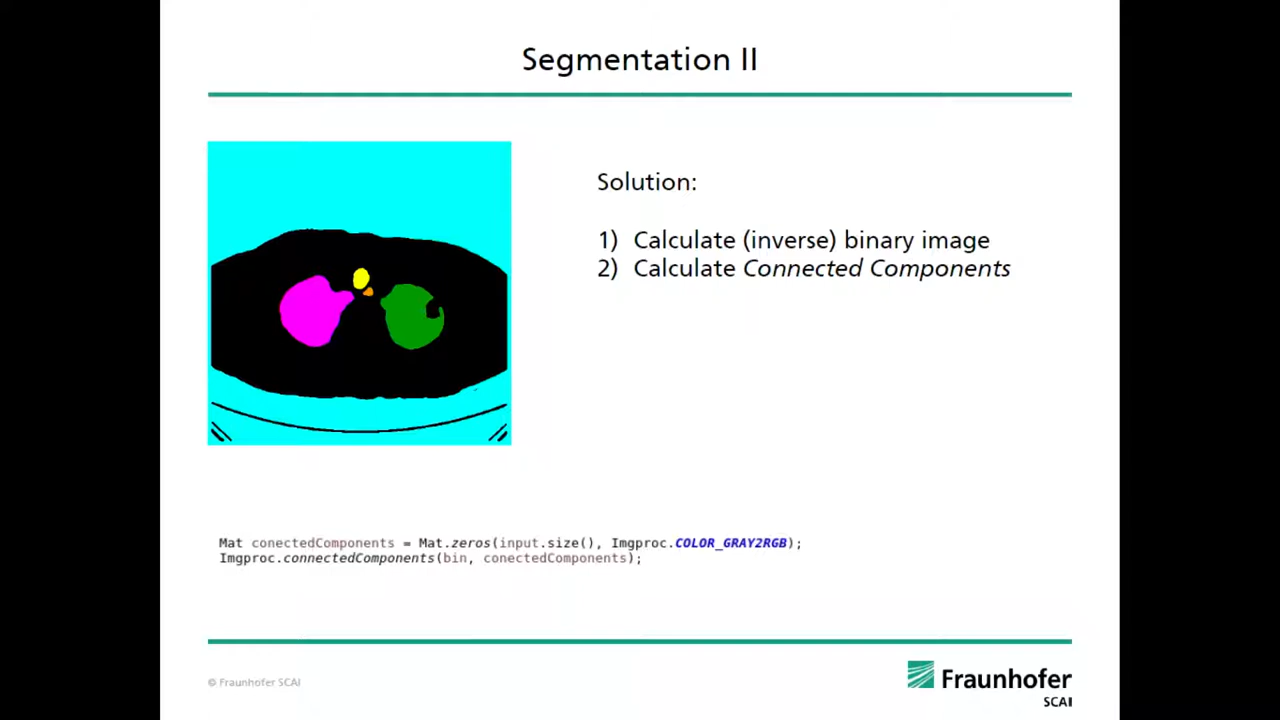 Segmentation II
Solution:
1) Calculate (inverse) binary image
2) Calculate Connected Components
Mat conectedComponents = Mat.zeros(input.size(), Imgproc.COLOR_GRAY2RGB);
Imgproc.connectedComponents(bin, conectedComponents);
© Fraunhofer SCAI
Fraunhofer
SCAI